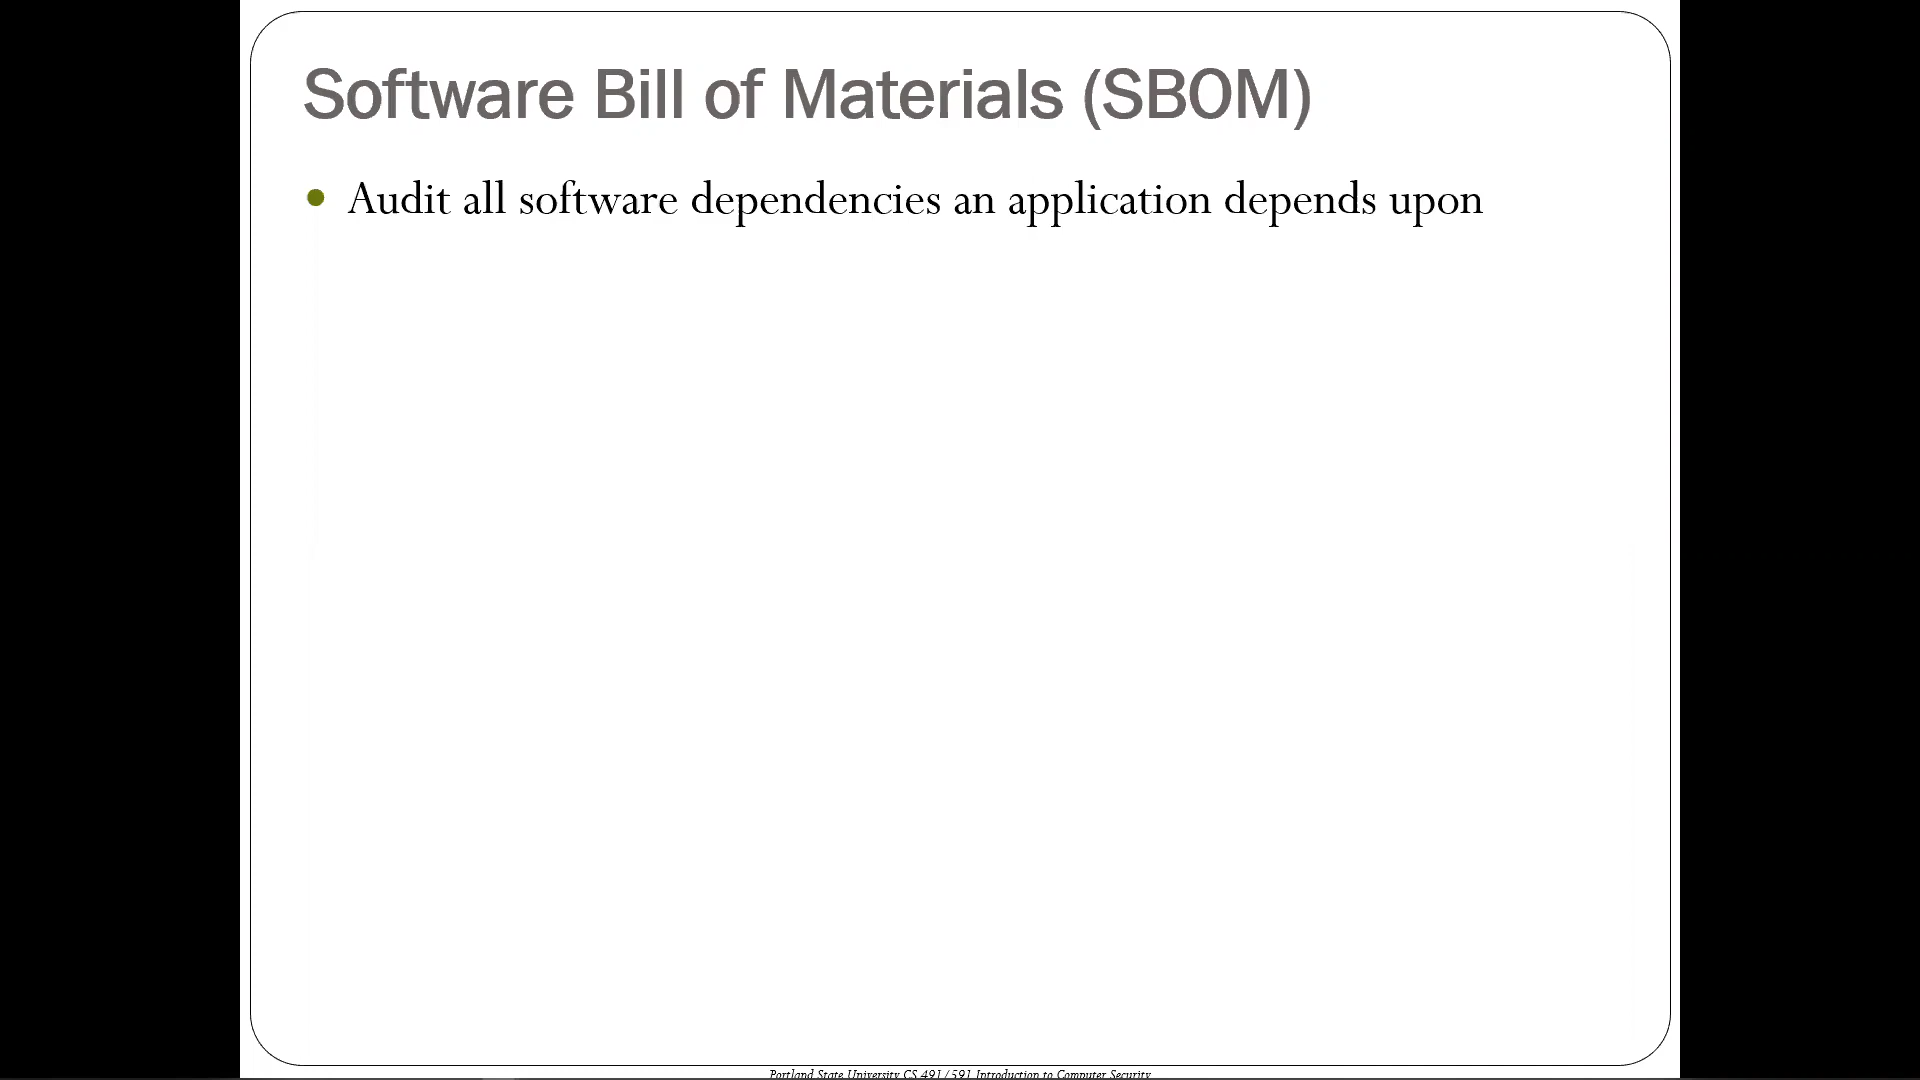 Software Bill of Materials (SBOM)
Audit all software dependencies an application depends upon
Portland State University CS 491/591 Introduction to Computer Security